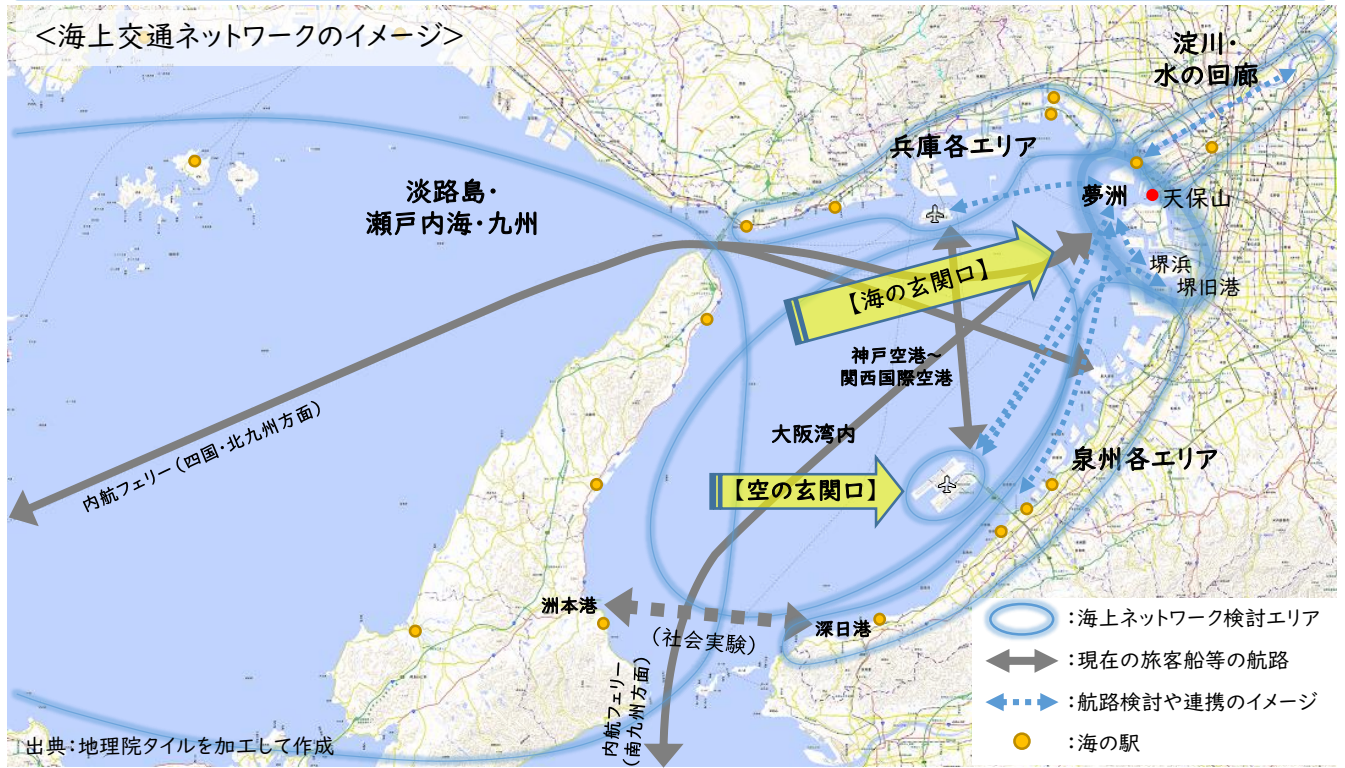 <海上交通ネットワークのイメージ>
淀川・
水の回廊
兵庫各エリア
淡路島・
瀬戸内海・九州
夢洲
天保山
堺浜
堺旧港
【海の玄関口】
神戸空港～
関西国際空港
内航フェリー(四国・北九州方面)
大阪湾内
泉州各エリア
【空の玄関口】
洲本港
(社会実験)
深日港
内航フェリー
(南九州方面)
:海上ネットワーク検討エリア
:現在の旅客船等の航路
:航路検討や連携のイメージ
:海の駅
出典:地理院タイルを加工して作成